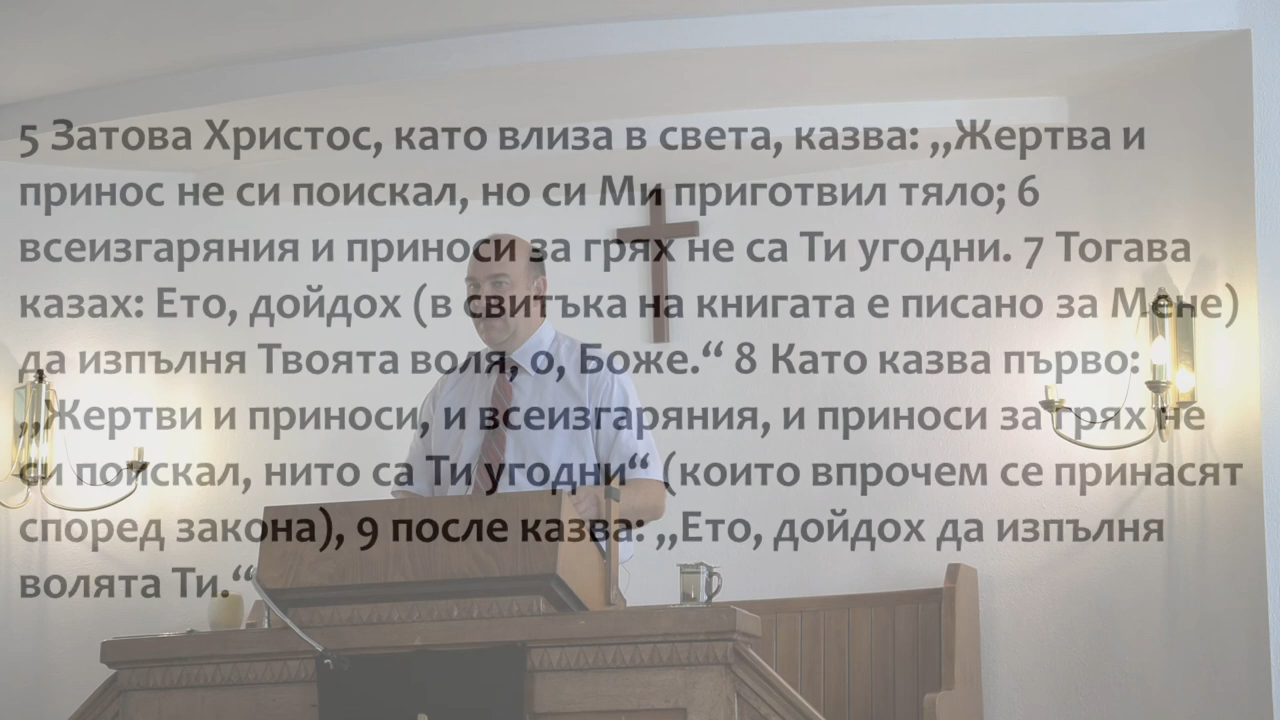 5 Затова Христос, като влиза в света, казва: ,,Жертва и
принос не си поискал, но си Ми приготвил тяло; 6
всеизгаряния и приноси за грях не са Ти угодни. 7 Тогава
казах: Ето, дойдох (в свитъка на книгата е писано за Мене)
да изпълня Твоята воля, о, Боже.“ 8 Като казва първо:
,,Жертви и приноси, и всеизгаряния, и приноси за грях не
си поискал, нито са Ти угодни“ (които впрочем се принасят
според закона), 9 после казва: ,,Ето, дойдох да изпълня
волята Ти.“